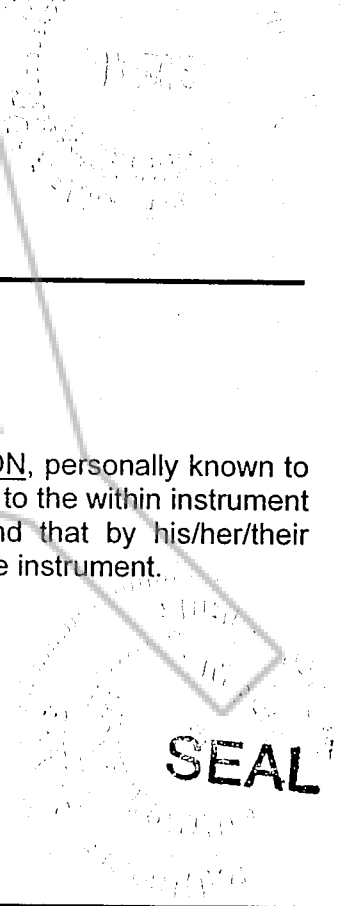 ON, personally known to
to the within instrument
nd that by his/her/their
e instrument.
SEAL